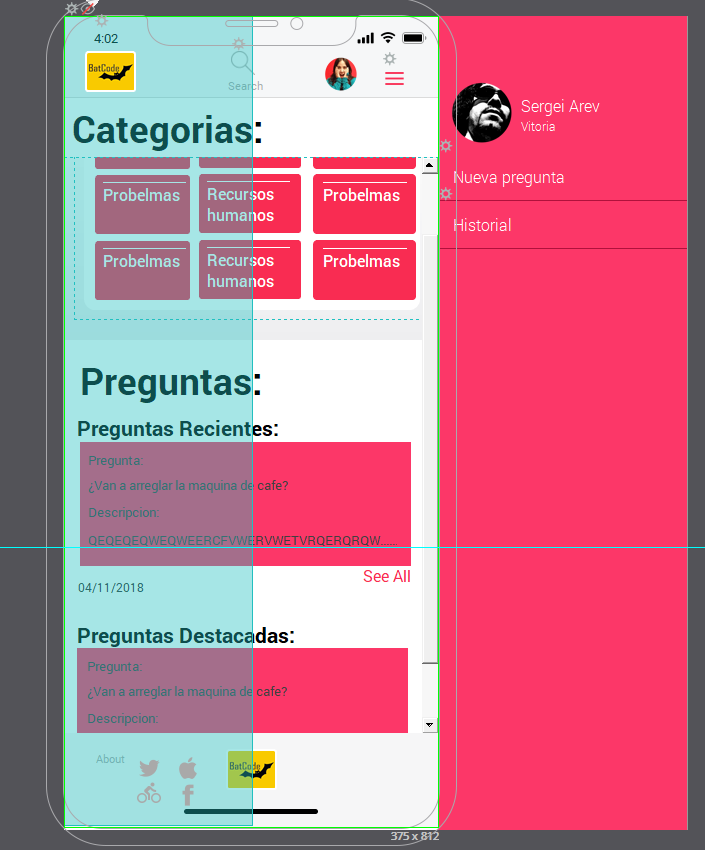 4:02
BatCode
Search
Sergei Arev
Vitoria
Categorias:
Nueva pregunta
Probelmas
Recursos
humanos
Probelmas
Historial
Probelmas
Recursos
humanos
Probelmas
Preguntas:
Preguntas Recientes:
Pregunta:
¿Van a arreglar la maquina de cafe?
Descripcion:
QEQEQEQWEQWEERCFVWERVWETVRQERQRQW......
See All
04/11/2018
Preguntas Destacadas:
Pregunta:
¿Van a arreglar la maquina de cafe?
Descripcion:
About
BatCode
375 x 812